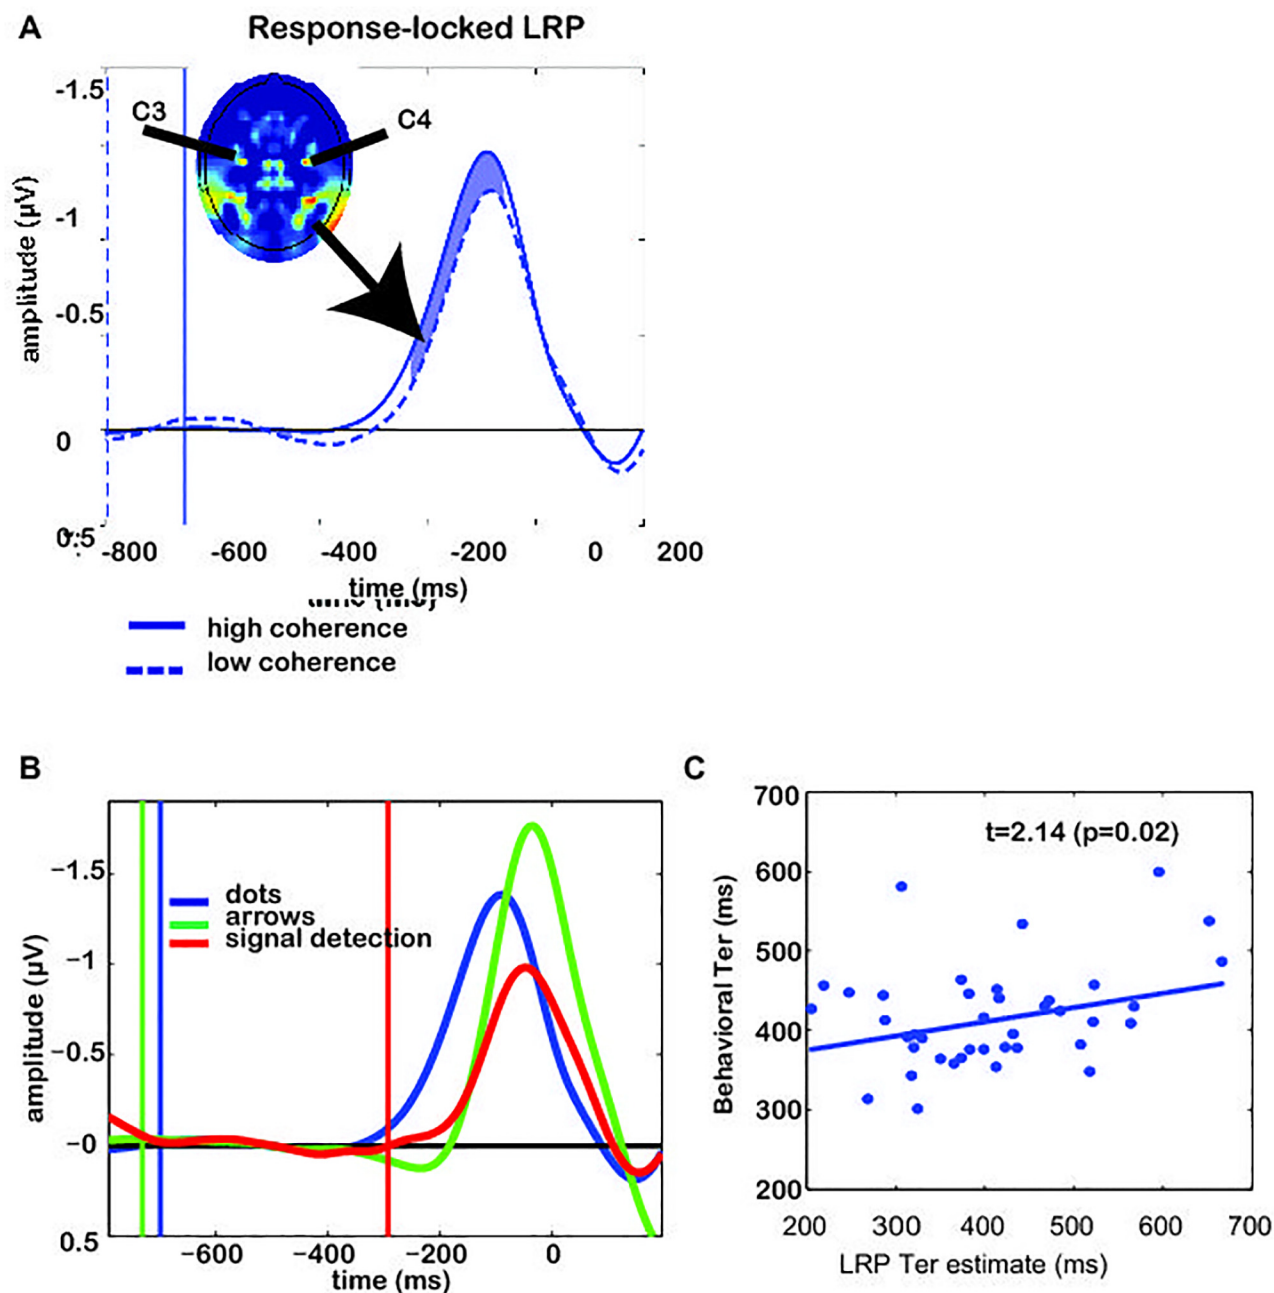 A
Response-locked LRP
-1.5
C3
C4
-1
amplitude (µV)
-0.5
0
0.5
-800 -600 -400 -200 0 200
time (ms)
high coherence
low coherence
B
−1.5
dots
arrows
signal detection
−1
amplitude (µV)
−0.5
−0
0.5
−600 −400 −200 0
time (ms)
C
700
t=2.14 (p=0.02)
600
500
Behavioral Ter (ms)
400
300
200
200 300 400 500 600 700
LRP Ter estimate (ms)